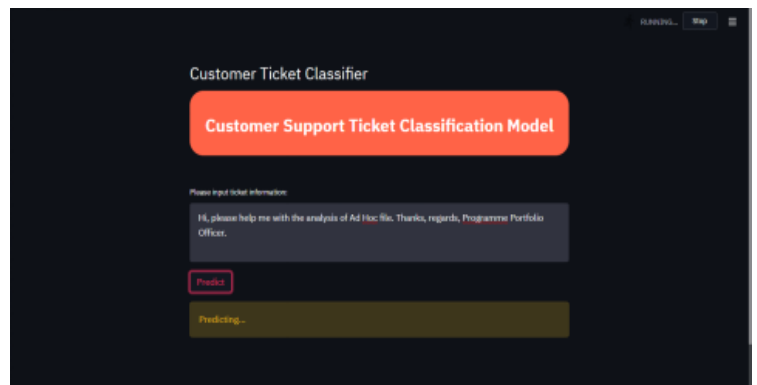 RUNNING... Stop
Customer Ticket Classifier
Customer Support Ticket Classification Model
Please input ticket information:
Hi, please help me with the analysis of Ad Hoc file. Thanks, regards, Programme Portfolio
Officer.
Predict
Predicting...